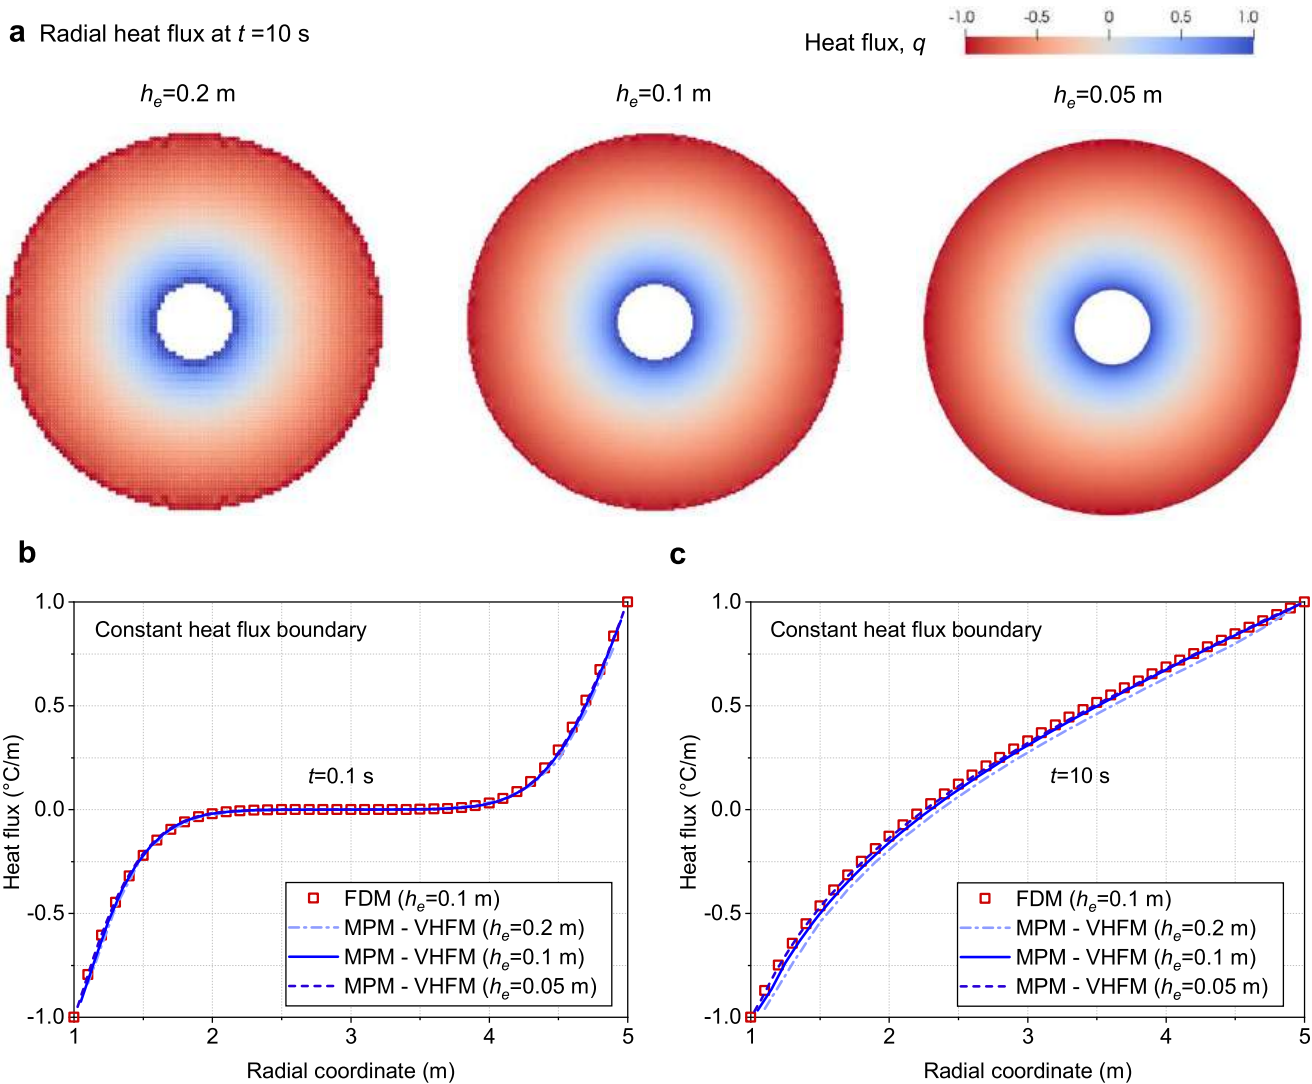 a Radial heat flux at t =10 s
Heat flux, q
-1.0 -0.5 0 0.5 1.0
he=0.2 m
he=0.1 m
he=0.05 m
b
1.0
0.5
0.0
-0.5
-1.0
Heat flux (°C/m)
Constant heat flux boundary
t=0.1 s
FDM (he=0.1 m)
MPM - VHFM (he=0.2 m)
MPM - VHFM (he=0.1 m)
MPM - VHFM (he=0.05 m)
1 2 3 4 5
Radial coordinate (m)
c
1.0
0.5
0.0
-0.5
-1.0
Heat flux (°C/m)
Constant heat flux boundary
t=10 s
FDM (he=0.1 m)
MPM - VHFM (he=0.2 m)
MPM - VHFM (he=0.1 m)
MPM - VHFM (he=0.05 m)
1 2 3 4 5
Radial coordinate (m)